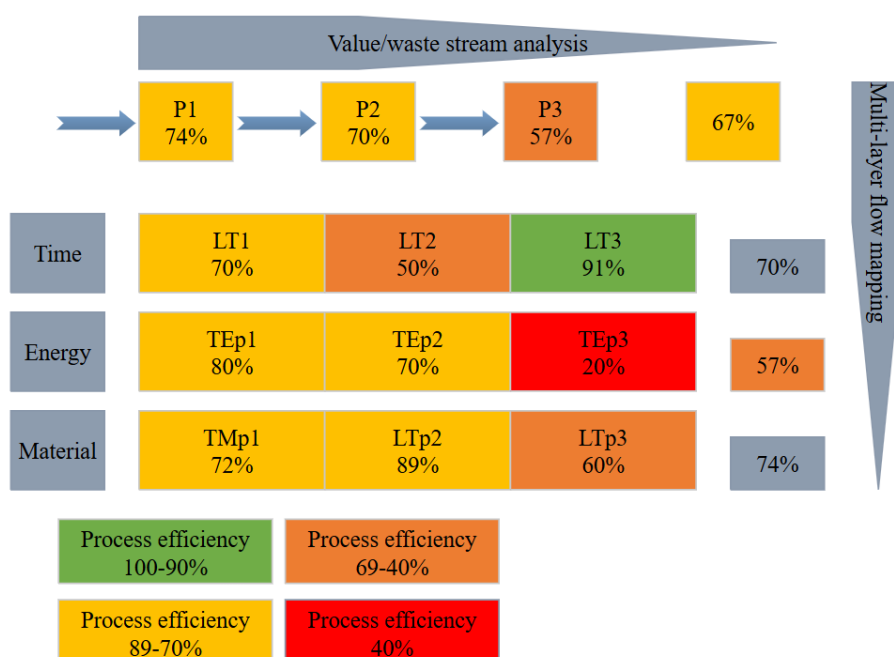 Value/waste stream analysis
P1
74%
P2
70%
P3
57%
67%
Multi-layer flow mapping
Time
LT1
70%
LT2
50%
LT3
91%
70%
Energy
TEp1
80%
TEp2
70%
TEp3
20%
57%
Material
TMp1
72%
LTp2
89%
LTp3
60%
74%
Process efficiency
100-90%
Process efficiency
69-40%
Process efficiency
89-70%
Process efficiency
40%